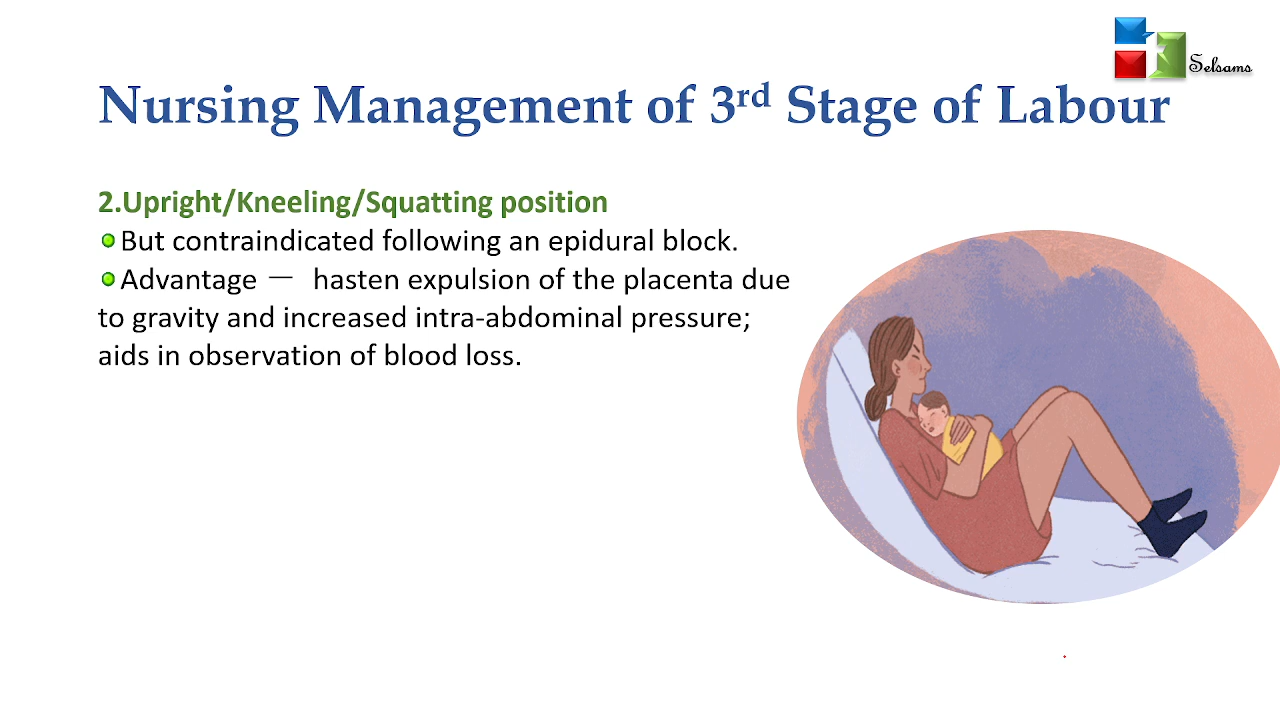 Selsams
Nursing Management of 3rd Stage of Labour
2.Upright/Kneeling/Squatting position
But contraindicated following an epidural block.
Advantage — hasten expulsion of the placenta due
to gravity and increased intra-abdominal pressure;
aids in observation of blood loss.